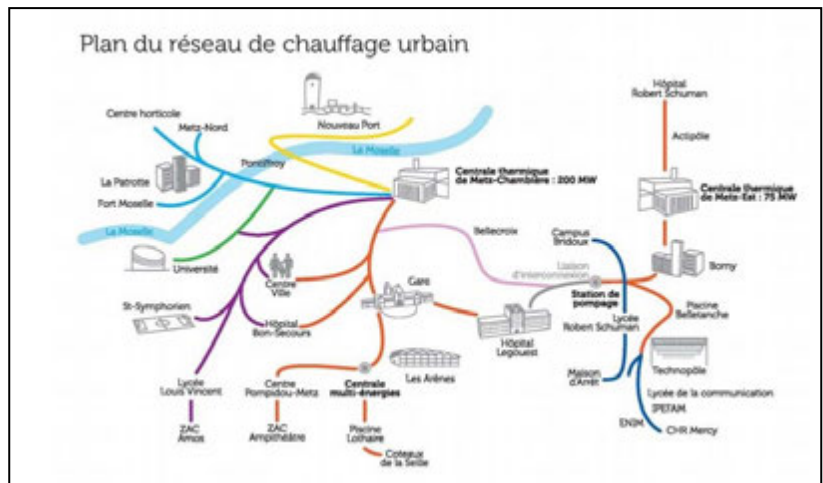 Plan du réseau de chauffage urbain
Hôpital
Robert Schuman
Centre horticole
Metz-Nord
Nouveau Port
Actipôle
Pontiffroy
La Moselle
La Patrotte
Centrale thermique
de Metz-Chambière : 200 MW
Centrale thermique
de Metz-Est : 75 MW
Fort Moselle
La Moselle
Bellecroix
Campus
Bridoux
Université
Centre
Ville
Gare
Liaison
d'interconnexion
Borny
Station de
pompage
St-Symphorien
Hôpital
Bon-Secours
Hôpital
Legouest
Lycée
Robert Schuman
Piscine
Belletanche
Lycée
Louis Vincent
Centre
Pompidou-Metz
Centrale
multi-énergies
Les Arènes
Maison
d'Arrêt
Technopôle
Lycée de la communication
IPEFAM
ENIM
CHR Mercy
ZAC
Amos
ZAC
Ampithéâtre
Piscine
Lothaire
Coteaux
de la Seille